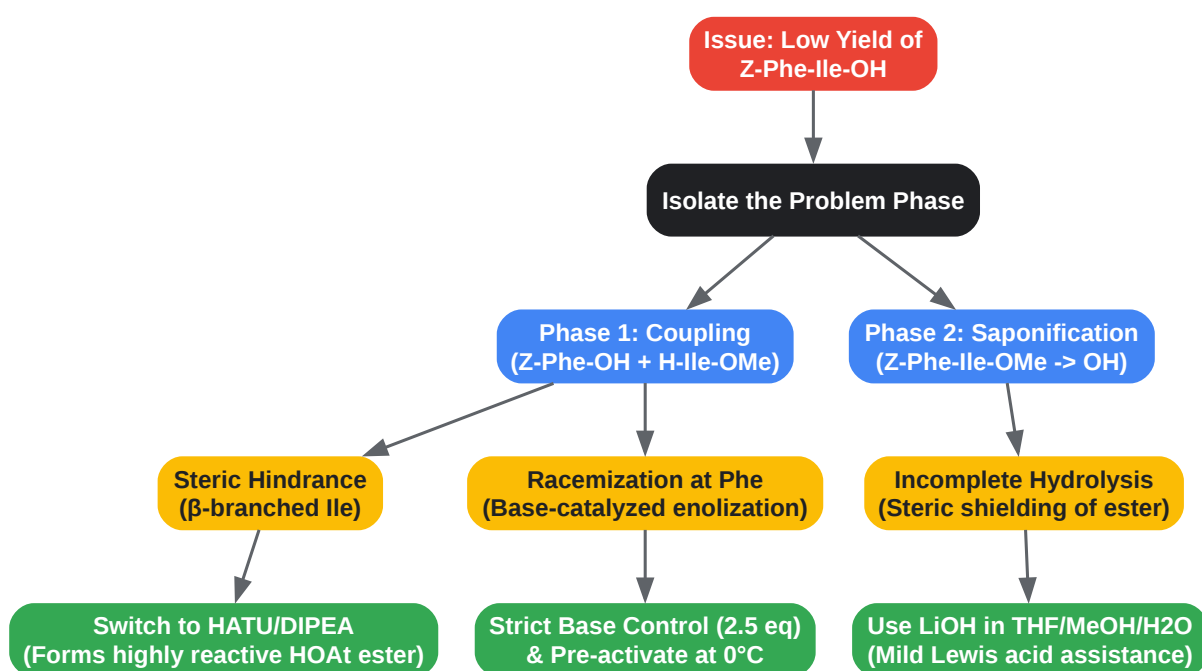 Issue: Low Yield of
Z-Phe-Ile-OH
Isolate the Problem Phase
Phase 1: Coupling
(Z-Phe-OH + H-Ile-OMe)
Phase 2: Saponification
(Z-Phe-Ile-OMe -> OH)
Steric Hindrance
(β-branched Ile)
Racemization at Phe
(Base-catalyzed enolization)
Incomplete Hydrolysis
(Steric shielding of ester)
Switch to HATU/DIPEA
(Forms highly reactive HOAt ester)
Strict Base Control (2.5 eq)
& Pre-activate at 0°C
Use LiOH in THF/MeOH/H2O
(Mild Lewis acid assistance)